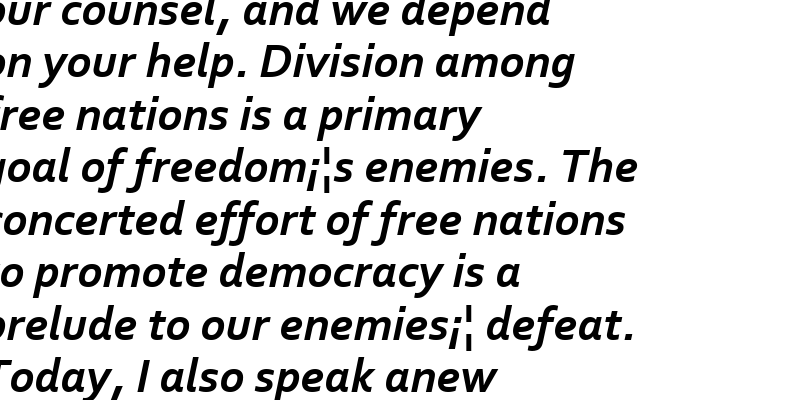 our counsel, and we depend
on your help. Division among
free nations is a primary
goal of freedom¡¦s enemies. The
concerted effort of free nations
to promote democracy is a
prelude to our enemies¡¦ defeat.
Today, I also speak anew